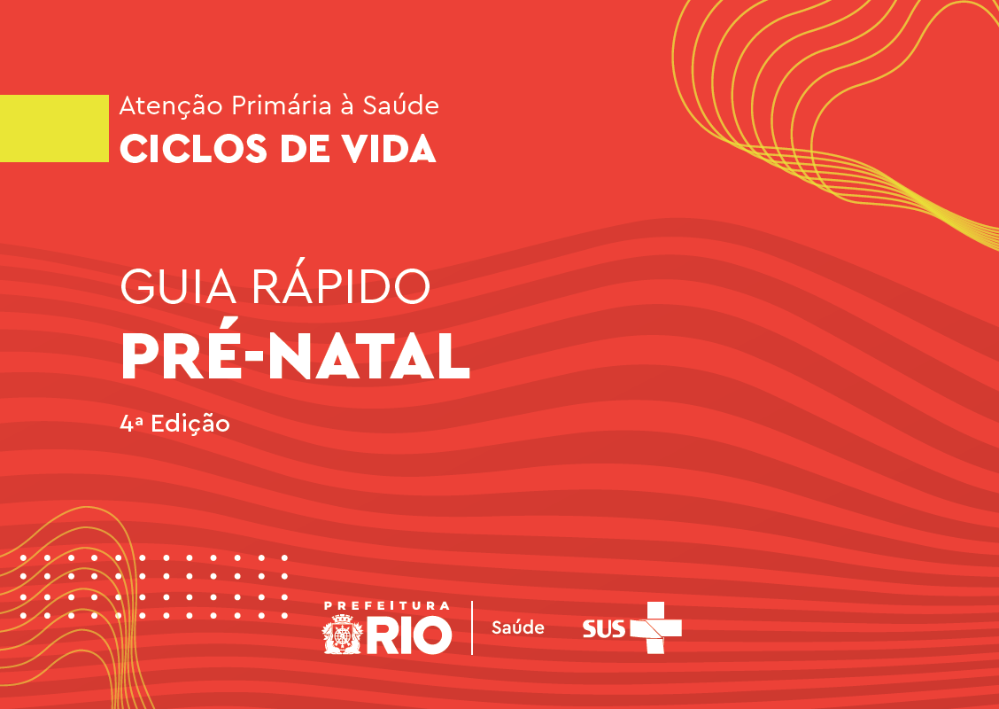 Atenção Primária à Saúde
CICLOS DE VIDA
GUIA RÁPIDO
PRÉ-NATAL
4ª Edição
PREFEITURA
RIO
Saúde
SUS